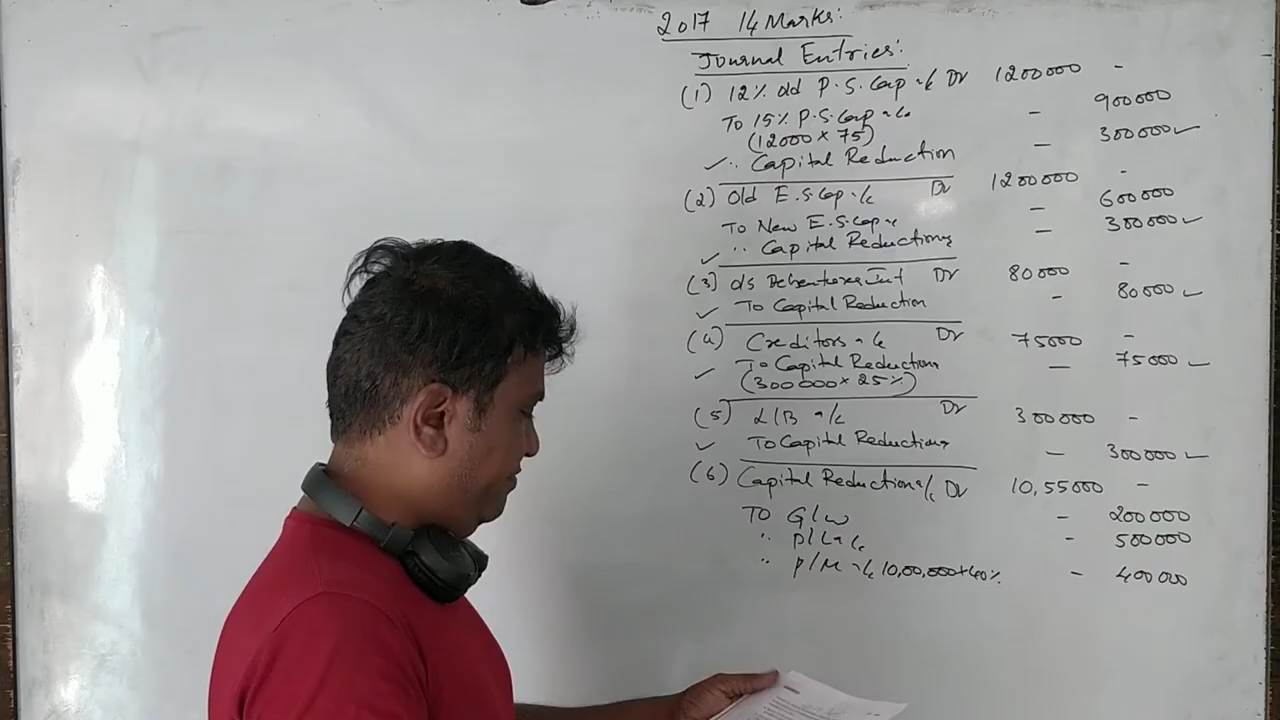 2017 14 Marks:
Journal Entries:
(1) 12% old P.S. Cap a/c Dr 1200000 -
To 15% P.S. Cap a/c - 900000
(12000 x 75)
✓ '' Capital Reduction - 300000 ✓
(2) Old E.S. Cap a/c Dr 1200000 -
To New E.S. Cap a/c - 600000
✓ '' Capital Reduction - 300000 ✓
(3) O/S Debentures Int Dr 80000 -
✓ To Capital Reduction - 80000 ✓
(4) Creditors a/c Dr 75000 -
✓ To Capital Reduction - 75000 ✓
(300000 x 25%)
(5) L/B a/c Dr 300000 -
✓ To Capital Reduction - 300000 ✓
(6) Capital Reduction a/c Dr 10,55000 -
TO G/w - 200000
'' P/L a/c - 500000
'' P/M a/c 10,00,000+40% - 400000